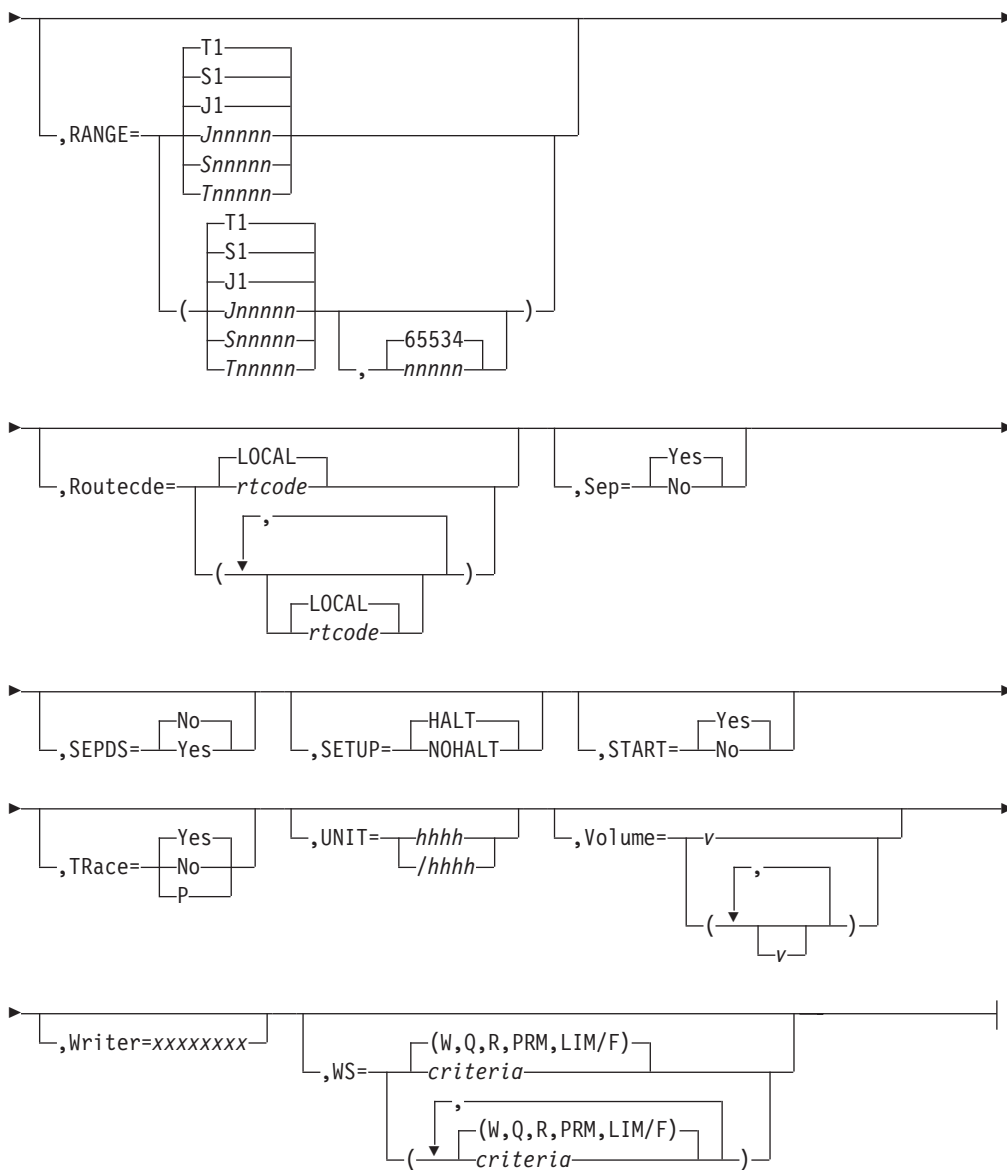 T1
S1
J1
,RANGE= Jnnnnn
Snnnnn
Tnnnnn
T1
S1
J1
( Jnnnnn )
Snnnnn 65534
Tnnnnn , nnnnn
LOCAL Yes
,Routecde= rtcode ,Sep= No
,
( )
LOCAL
rtcode
No HALT Yes
,SEPDS= Yes ,SETUP= NOHALT ,START= No
Yes ,UNIT= hhhh ,Volume= v
,TRace= No /hhhh
P ,
( )
v
,Writer=xxxxxxxx (W,Q,R,PRM,LIM/F)
,WS= criteria
,
(W,Q,R,PRM,LIM/F)
( criteria )